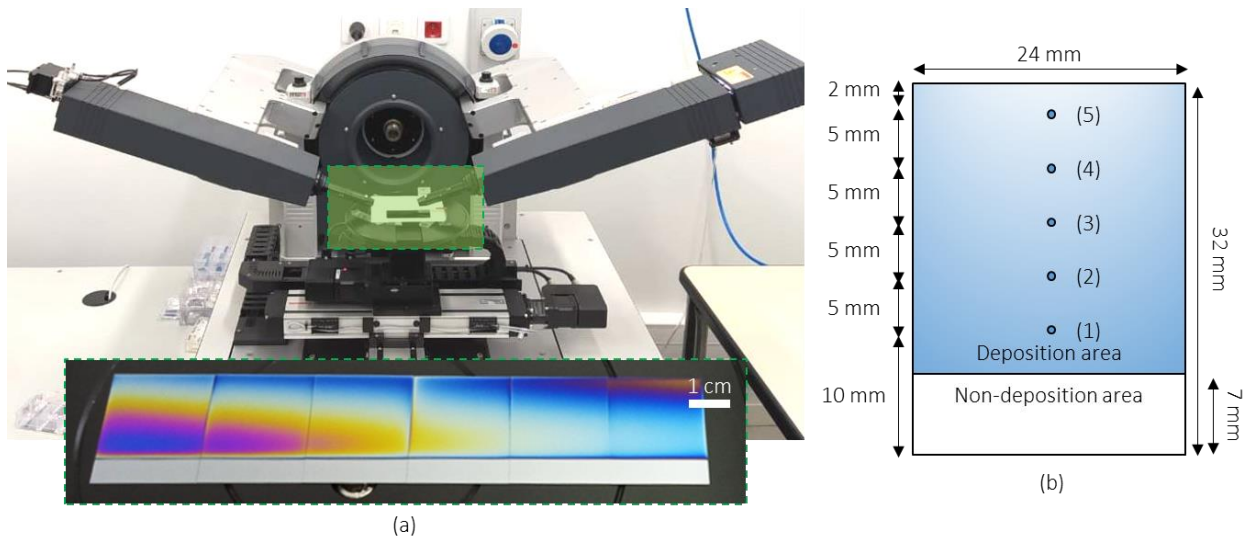 1 cm
(a)
24 mm
2 mm
5 mm
5 mm
5 mm
5 mm
10 mm
(5)
(4)
(3)
(2)
(1)
Deposition area
Non-deposition area
32 mm
7 mm
(b)